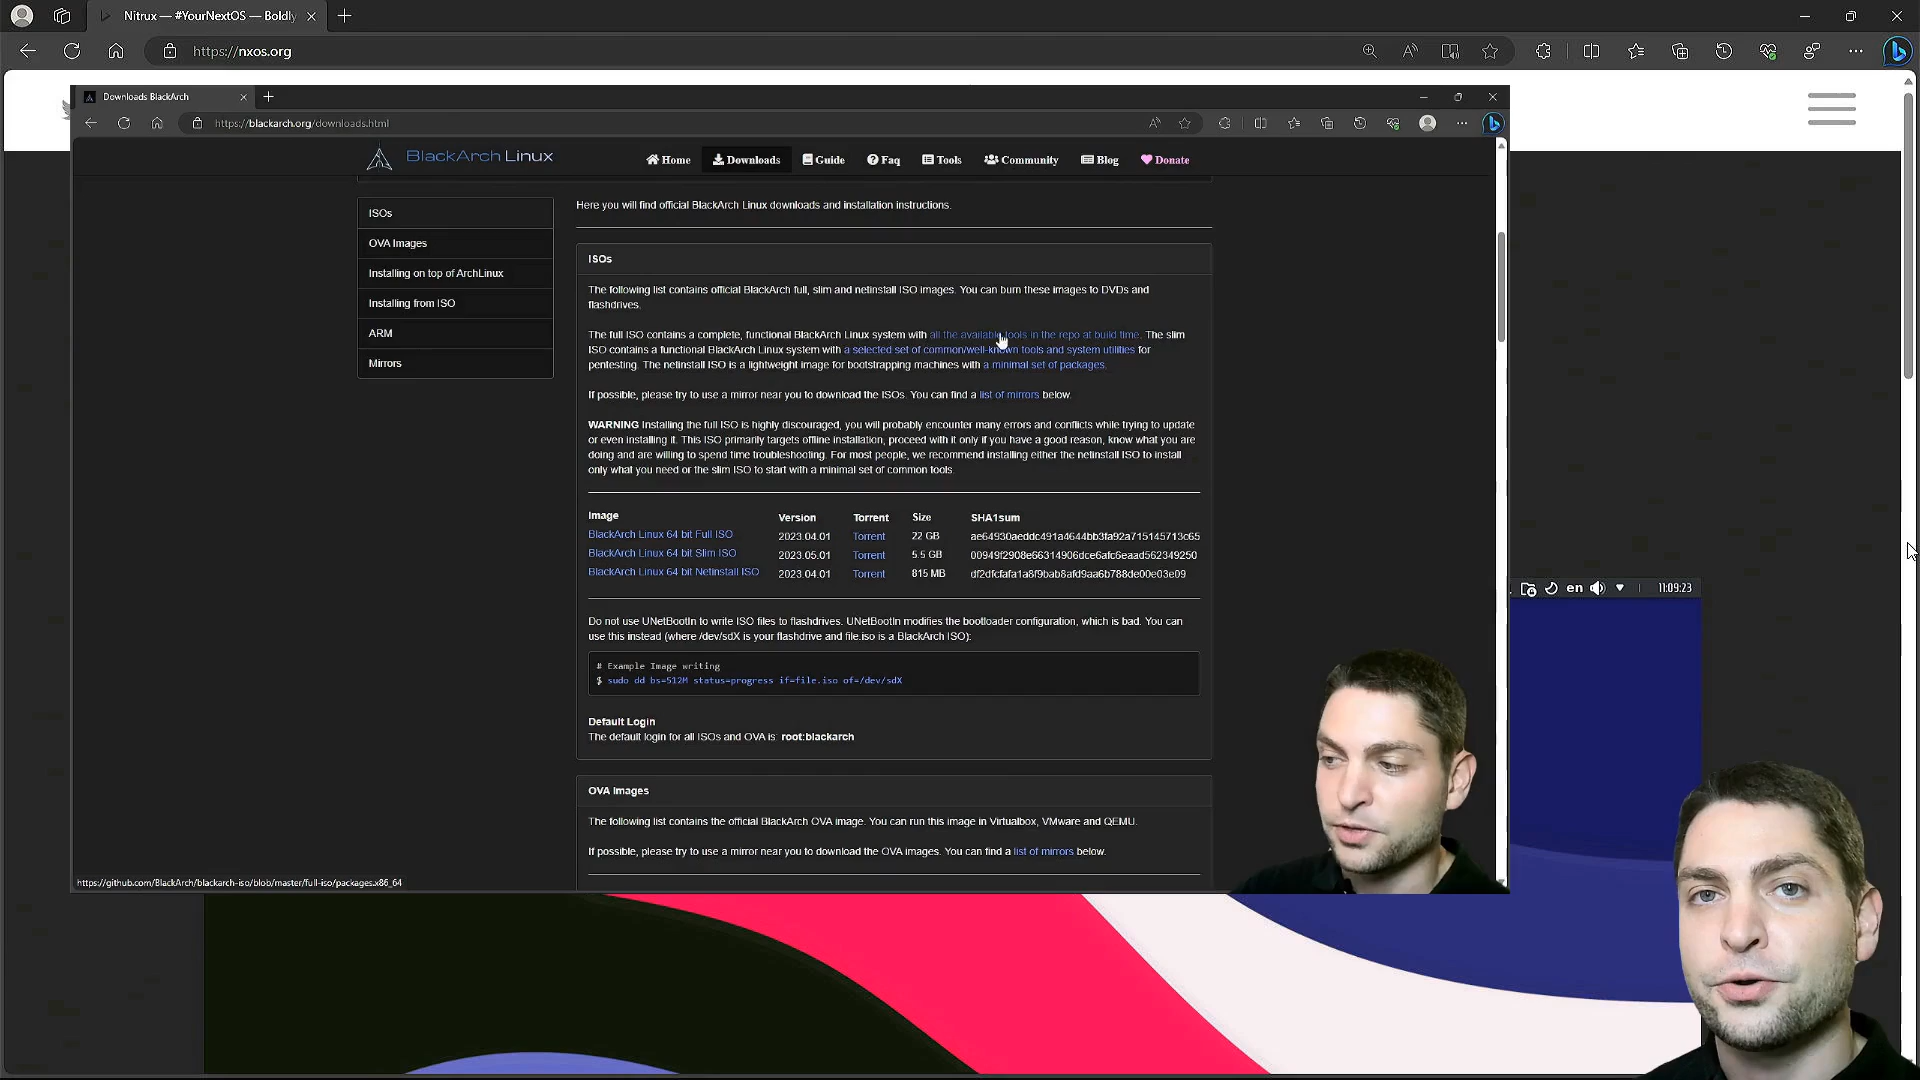 Nitrux — #YourNextOS — Boldly
https://nxos.org
Downloads BlackArch
https://blackarch.org/downloads.html
BlackArch Linux
Home Downloads Guide Faq Tools Community Blog Donate
ISOs
OVA Images
Installing on top of ArchLinux
Installing from ISO
ARM
Mirrors
Here you will find official BlackArch Linux downloads and installation instructions.
ISOs
The following list contains official BlackArch full, slim and netinstall ISO images. You can burn these images to DVDs and
flashdrives.
The full ISO contains a complete, functional BlackArch Linux system with all the available tools in the repo at build time. The slim
ISO contains a functional BlackArch Linux system with a selected set of common/well-known tools and system utilities for
pentesting. The netinstall ISO is a lightweight image for bootstrapping machines with a minimal set of packages.
If possible, please try to use a mirror near you to download the ISOs. You can find a list of mirrors below.
WARNING Installing the full ISO is highly discouraged, you will probably encounter many errors and conflicts while trying to update
or even installing it. This ISO primarily targets offline installation, proceed with it only if you have a good reason, know what you are
doing and are willing to spend time troubleshooting. For most people, we recommend installing either the netinstall ISO to install
only what you need or the slim ISO to start with a minimal set of common tools.
Image Version Torrent Size SHA1sum
BlackArch Linux 64 bit Full ISO 2023.04.01 Torrent 22 GB ae64930aeddc491a4644bb3fa92a715145713c65
BlackArch Linux 64 bit Slim ISO 2023.05.01 Torrent 5.5 GB 00949f2908e66314906dce6afc6eaad562349250
BlackArch Linux 64 bit Netinstall ISO 2023.04.01 Torrent 815 MB df2dfcfafa1a8f9bab8afd9aa6b788de00e03e09
Do not use UNetBootIn to write ISO files to flashdrives. UNetBootIn modifies the bootloader configuration, which is bad. You can
use this instead (where /dev/sdX is your flashdrive and file.iso is a BlackArch ISO):
# Example Image writing
$ sudo dd bs=512M status=progress if=file.iso of=/dev/sdX
Default Login
The default login for all ISOs and OVA is: root:blackarch
OVA Images
The following list contains the official BlackArch OVA image. You can run this image in Virtualbox, VMware and QEMU.
If possible, please try to use a mirror near you to download the OVA images. You can find a list of mirrors below.
https://github.com/BlackArch/blackarch-iso/blob/master/full-iso/packages.x86_64
en 11:09:23